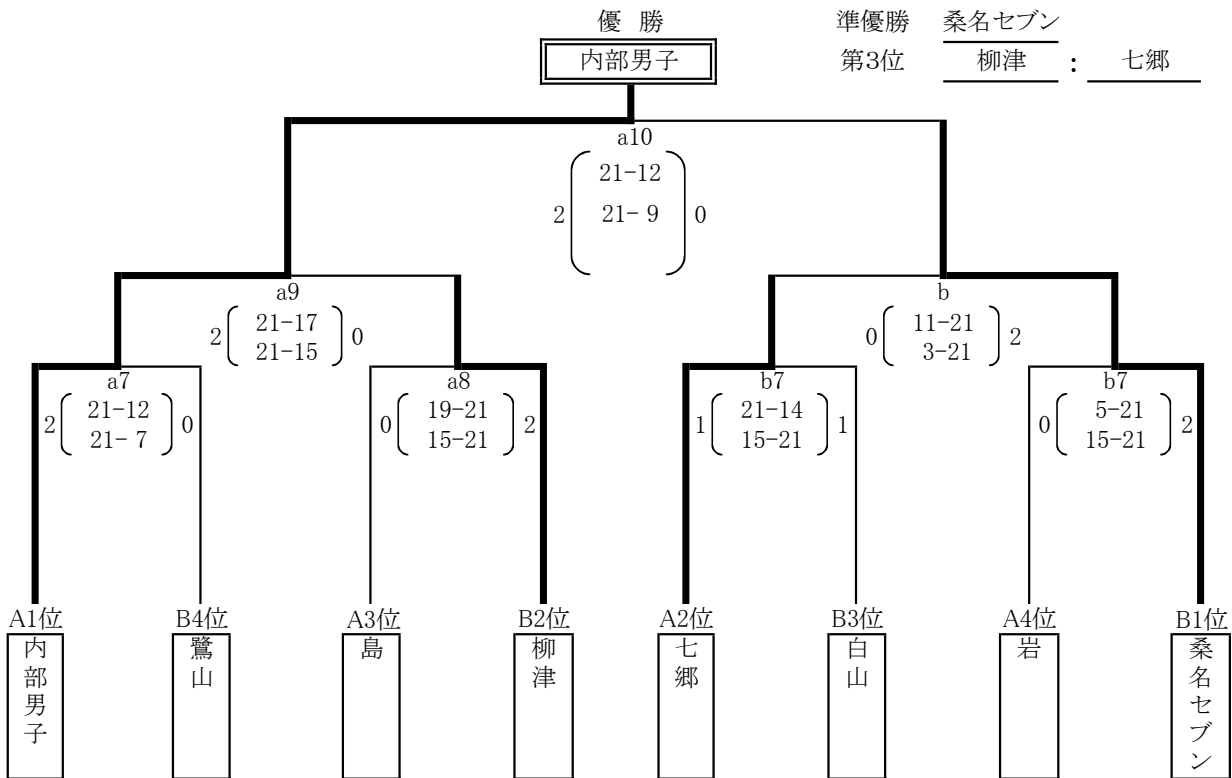 優 勝
準優勝 桑名セブン
内部男子
第3位 柳津 : 七郷
a10
21-12
2 21- 9 0
a9
b
2 21-17 0
21-15
0 11-21 2
3-21
a7
a8
b7
b7
2 21-12 0
21- 7
0 19-21 2
15-21
1 21-14 1
15-21
0 5-21 2
15-21
A1位 B4位 A3位 B2位 A2位 B3位 A4位 B1位
内部男子
鷺山
島
柳津
七郷
白山
岩
桑名セブン